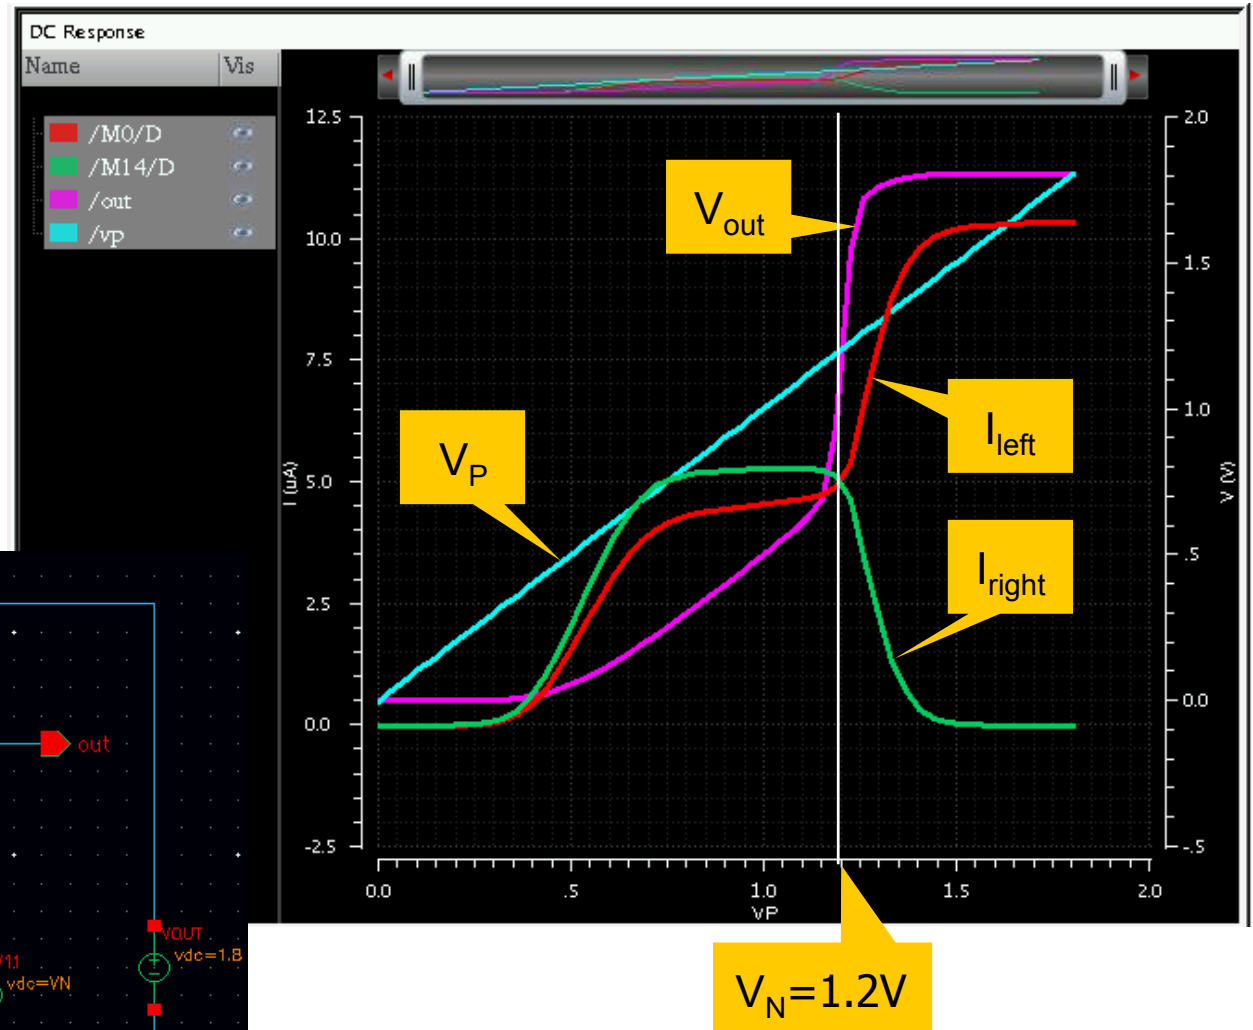 DC Response
Name Vis
/M0/D
/M14/D
/out
/vp
12.5
10.0
7.5
5.0
2.5
0.0
-2.5
I (uA)
2.0
1.5
1.0
.5
0.0
-.5
V (V)
0.0 .5 1.0 1.5 2.0
VP
Vout
VP
Ileft
Iright
VN=1.2V
out
VOUT
vdc=1.8
vdc=VN